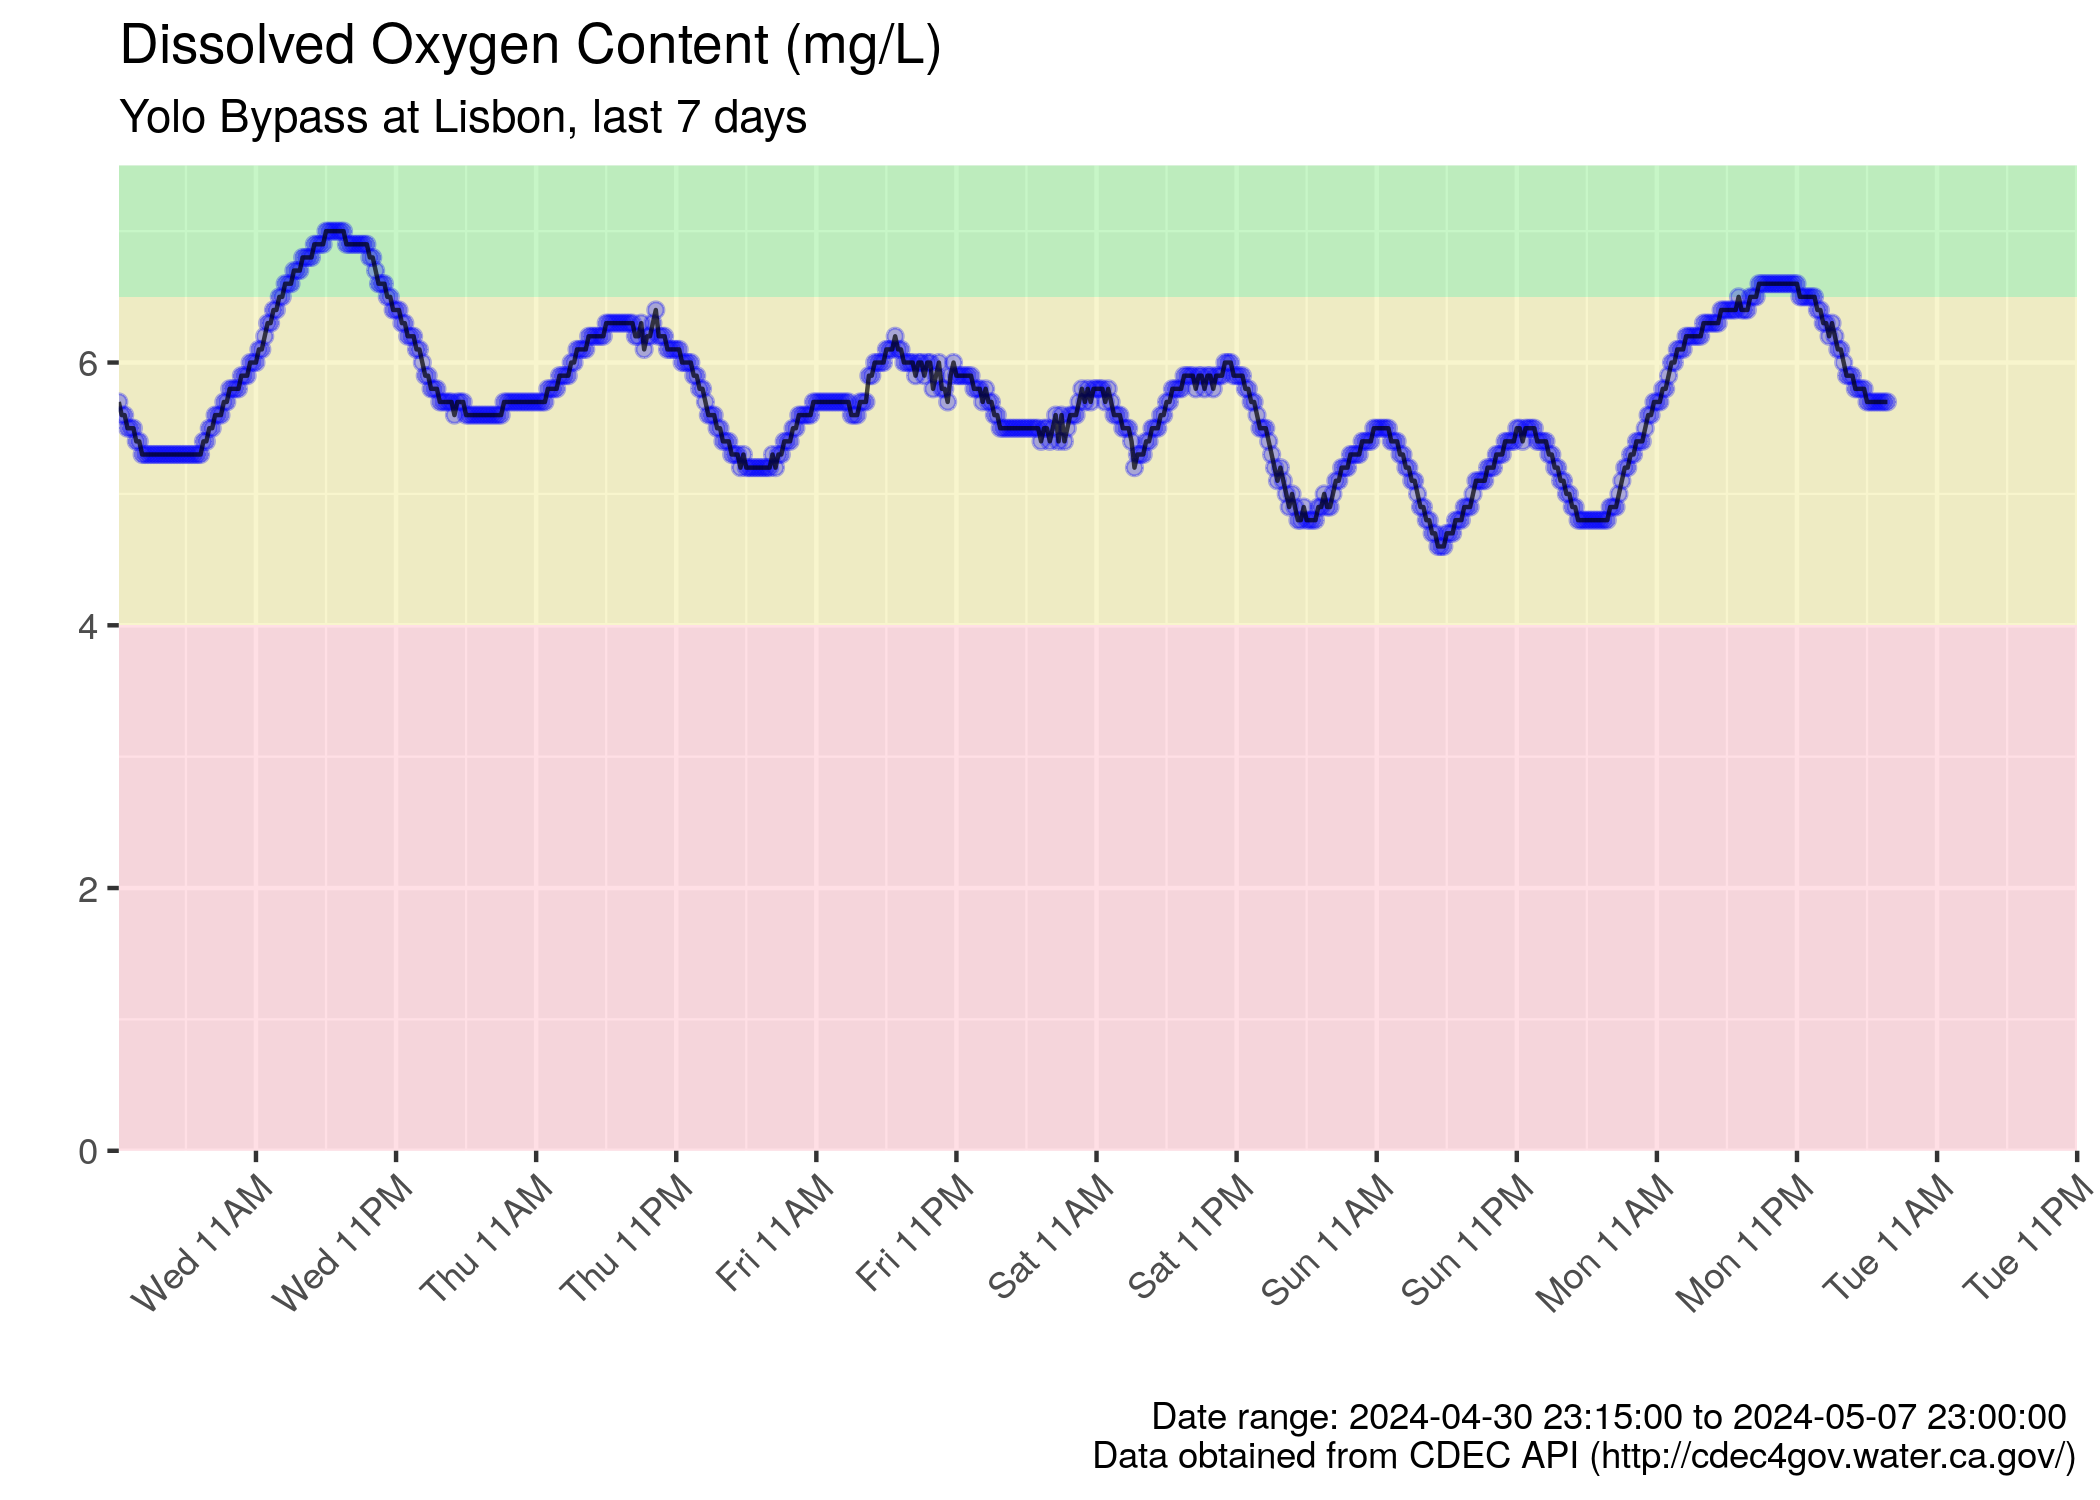 Dissolved Oxygen Content (mg/L)
Yolo Bypass at Lisbon, last 7 days
6
4
2
0
Wed 11AM
Wed 11PM
Thu 11AM
Thu 11PM
Fri 11AM
Fri 11PM
Sat 11AM
Sat 11PM
Sun 11AM
Sun 11PM
Mon 11AM
Mon 11PM
Tue 11AM
Tue 11PM
Date range: 2024-04-30 23:15:00 to 2024-05-07 23:00:00
Data obtained from CDEC API (http://cdec4gov.water.ca.gov/)